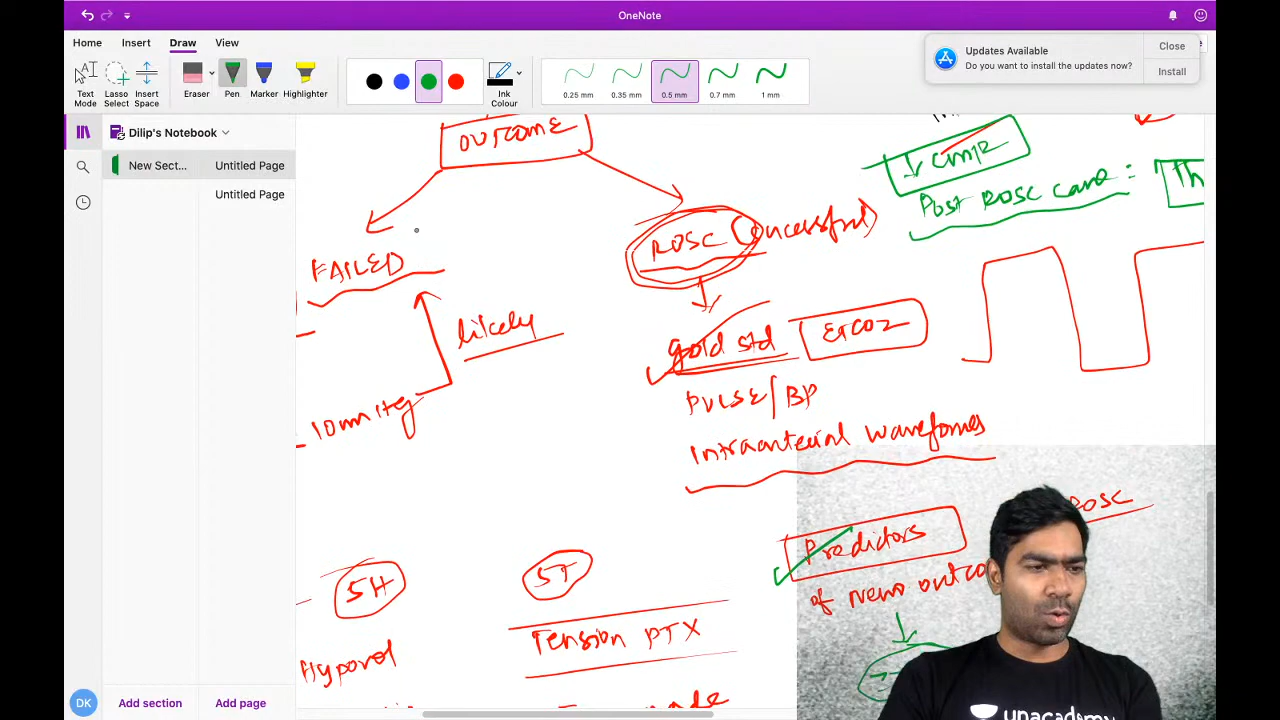 OneNote
Home Insert Draw View
Updates Available
Do you want to install the updates now?
Close
Install
Text Mode
Lasso Select
Insert Space
Eraser
Pen
Marker
Highlighter
Ink Colour
0.25 mm
0.35 mm
0.5 mm
0.7 mm
1 mm
Dilip's Notebook
New Sect...
Untitled Page
Untitled Page
OUTCOME
FAILED
likely
10mmHg
ROSC
gold std
ETCO2
PULSE/BP
Intraarterial waveforms
↓ CMR
Post ROSC care : Th
Predictors
of neuro outco
ROSC
5H
5T
Hypovol
Tension PTX
DK
Add section
Add page
unacademy